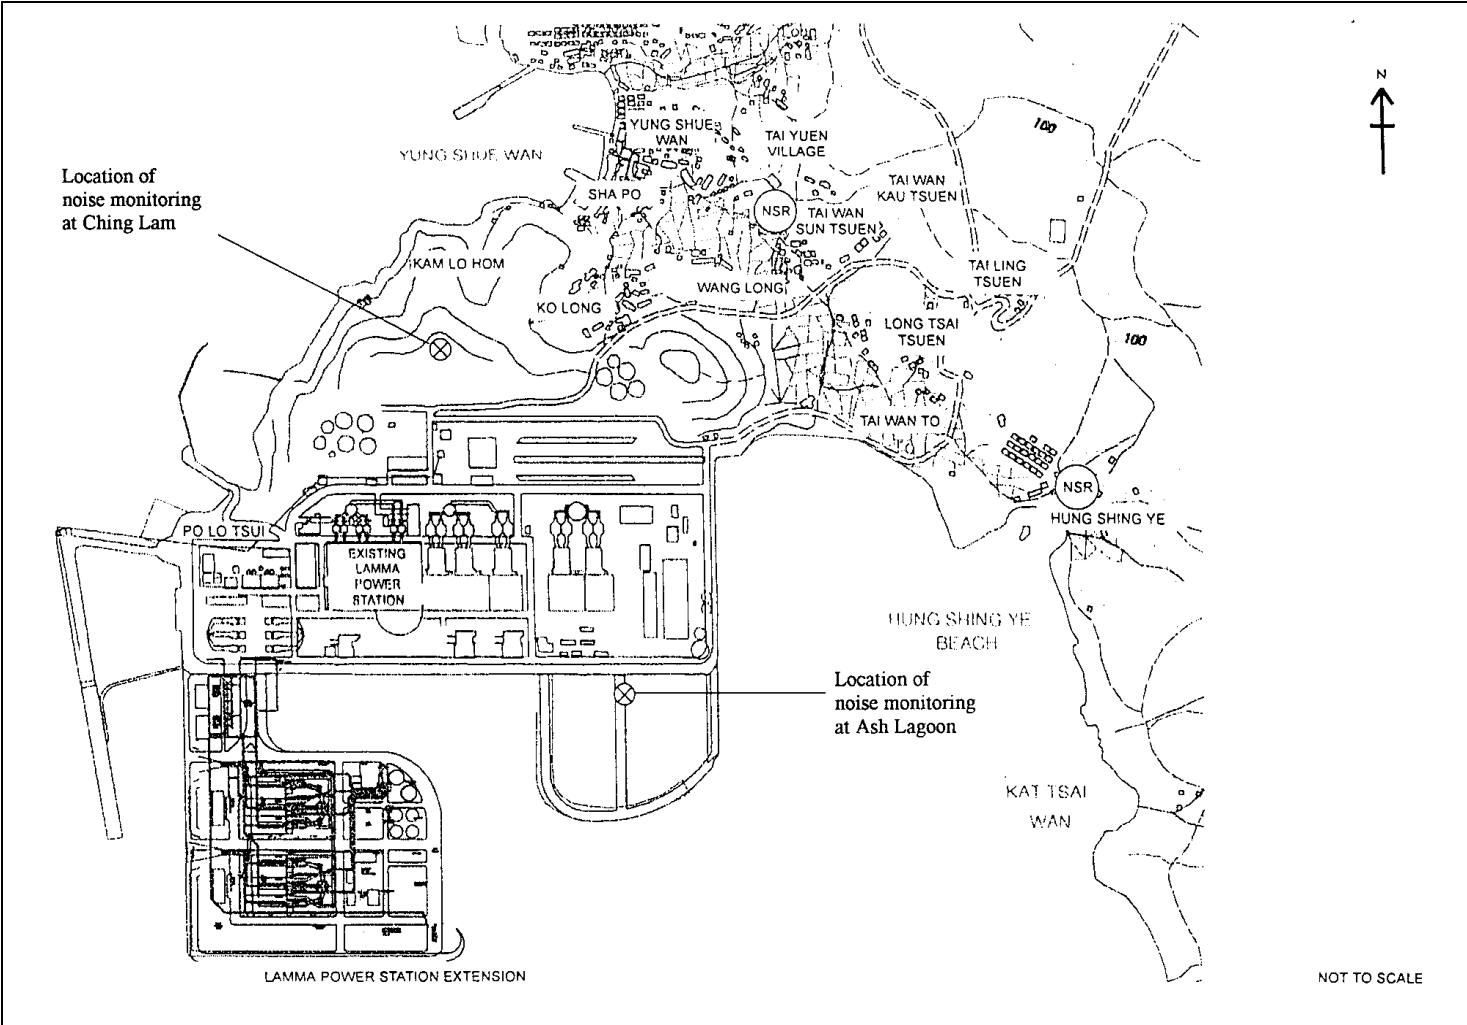 N
100
YUNG SHUE
WAN
TAI YUEN
VILLAGE
YUNG SHUE WAN
Location of
noise monitoring
at Ching Lam
SHA PO
TAI WAN
KAU TSUEN
NSR
TAI WAN
SUN TSUEN
KAM LO HOM
TAI LING
TSUEN
WANG LONG
KO LONG
LONG TSAI
TSUEN
100
TAI WAN TO
NSR
HUNG SHING YE
PO LO TSUI
EXISTING
LAMMA
POWER
STATION
HUNG SHING YE
BEACH
Location of
noise monitoring
at Ash Lagoon
KAT TSAI
WAN
LAMMA POWER STATION EXTENSION
NOT TO SCALE